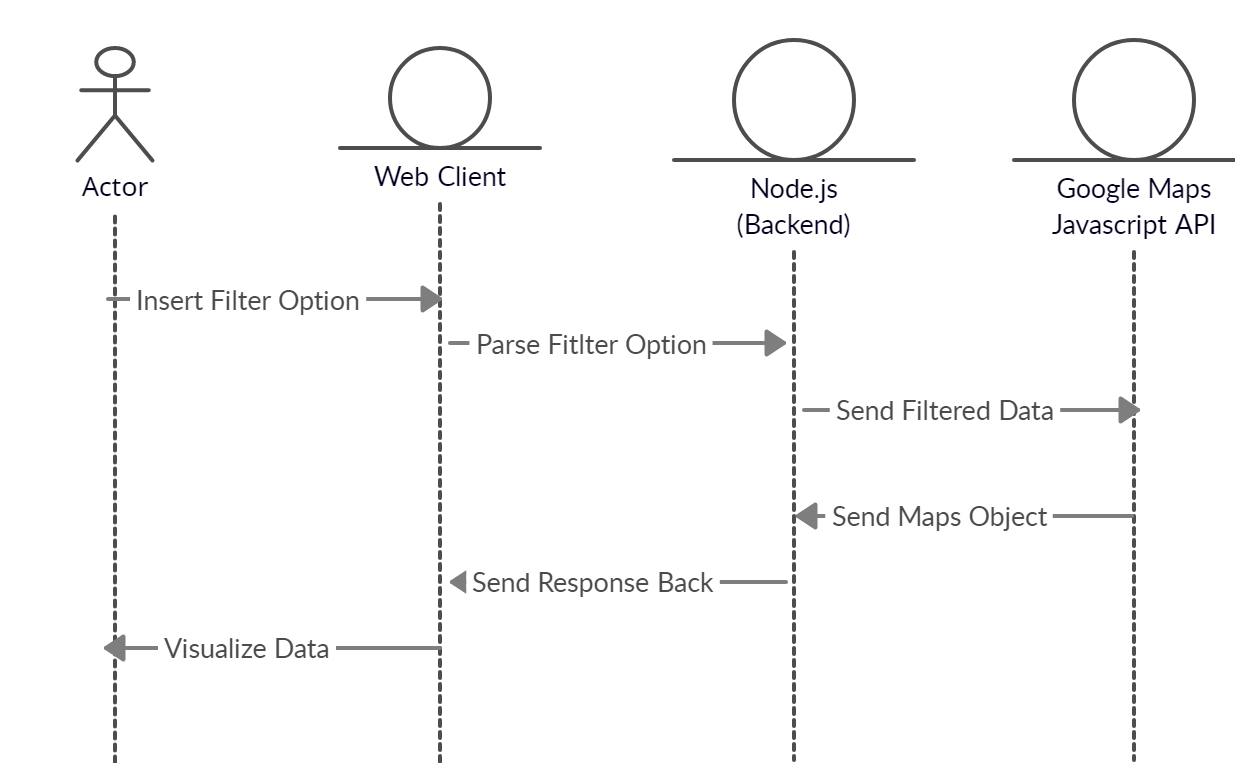 Actor
Web Client
Node.js
(Backend)
Google Maps
Javascript API
Insert Filter Option
Parse Fitlter Option
Send Filtered Data
Send Maps Object
Send Response Back
Visualize Data